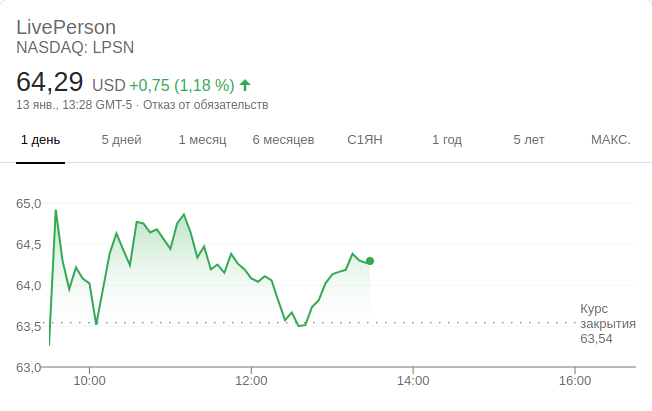 LivePerson
NASDAQ: LPSN
64,29 USD +0,75 (1,18 %)
13 янв., 13:28 GMT-5 · Отказ от обязательств
1 день 5 дней 1 месяц 6 месяцев С1ЯН 1 год 5 лет МАКС.
65,0
64,5
64,0
63,5
63,0
Курс
закрытия
63,54
10:00 12:00 14:00 16:00